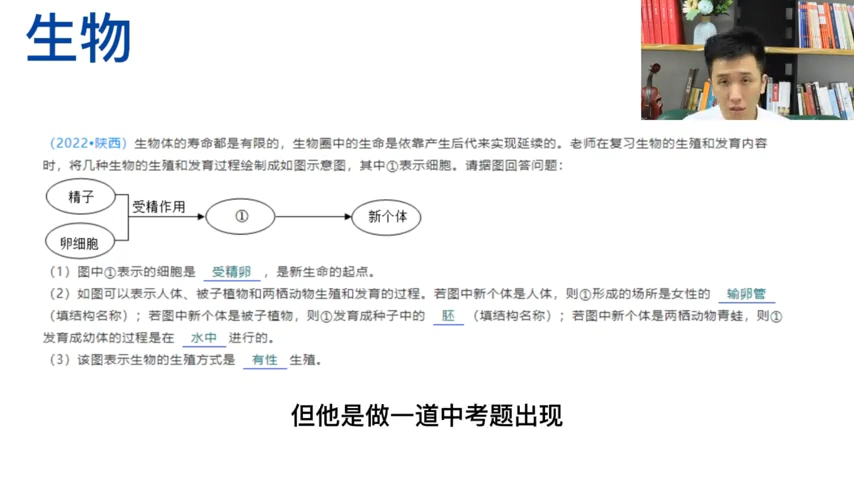 生物
（2022•陕西）生物体的寿命都是有限的，生物圈中的生命是依靠产生后代来实现延续的。老师在复习生物的生殖和发育内容
时，将几种生物的生殖和发育过程绘制成如图示意图，其中①表示细胞。请据图回答问题：
精子
受精作用
①
新个体
卵细胞
（1）图中①表示的细胞是 受精卵 ，是新生命的起点。
（2）如图可以表示人体、被子植物和两栖动物生殖和发育的过程。若图中新个体是人体，则①形成的场所是女性的 输卵管
（填结构名称）；若图中新个体是被子植物，则①发育成种子中的 胚 （填结构名称）；若图中新个体是两栖动物青蛙，则①
发育成幼体的过程是在 水中 进行的。
（3）该图表示生物的生殖方式是 有性 生殖。
但他是做一道中考题出现